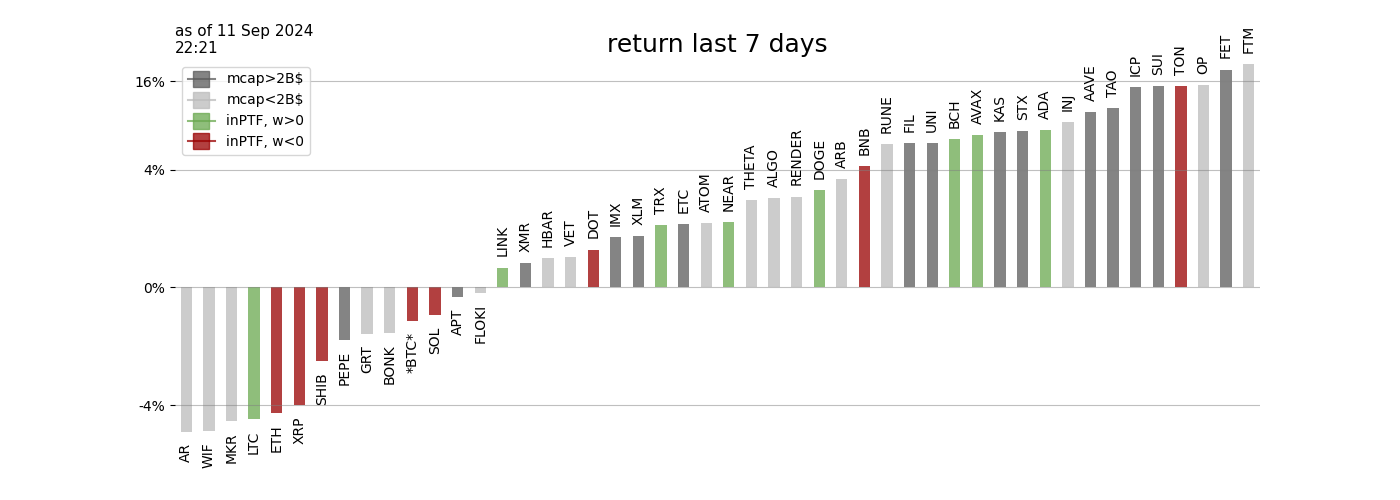 as of 11 Sep 2024
22:21
return last 7 days
mcap>2B$
mcap<2B$
inPTF, w>0
inPTF, w<0
16%
4%
0%
-4%
AR
WIF
MKR
LTC
ETH
XRP
SHIB
PEPE
GRT
BONK
*BTC*
SOL
APT
FLOKI
LINK
XMR
HBAR
VET
DOT
IMX
XLM
TRX
ETC
ATOM
NEAR
THETA
ALGO
RENDER
DOGE
ARB
BNB
RUNE
FIL
UNI
BCH
AVAX
KAS
STX
ADA
INJ
AAVE
TAO
ICP
SUI
TON
OP
FET
FTM